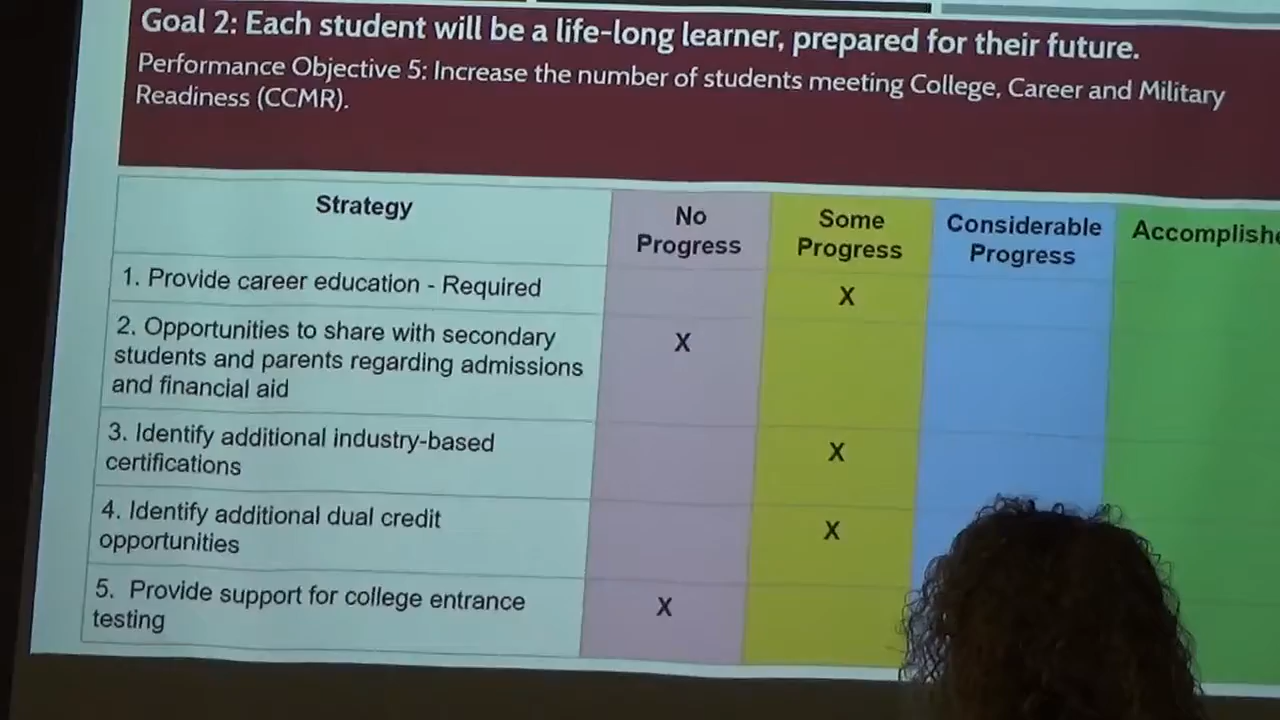 Goal 2: Each student will be a life-long learner, prepared for their future.
Performance Objective 5: Increase the number of students meeting College, Career and Military
Readiness (CCMR).
Strategy
No
Progress
Some
Progress
Considerable
Progress
Accomplishe
1. Provide career education - Required
X
2. Opportunities to share with secondary
students and parents regarding admissions
and financial aid
X
3. Identify additional industry-based
certifications
X
4. Identify additional dual credit
opportunities
X
5. Provide support for college entrance
testing
X